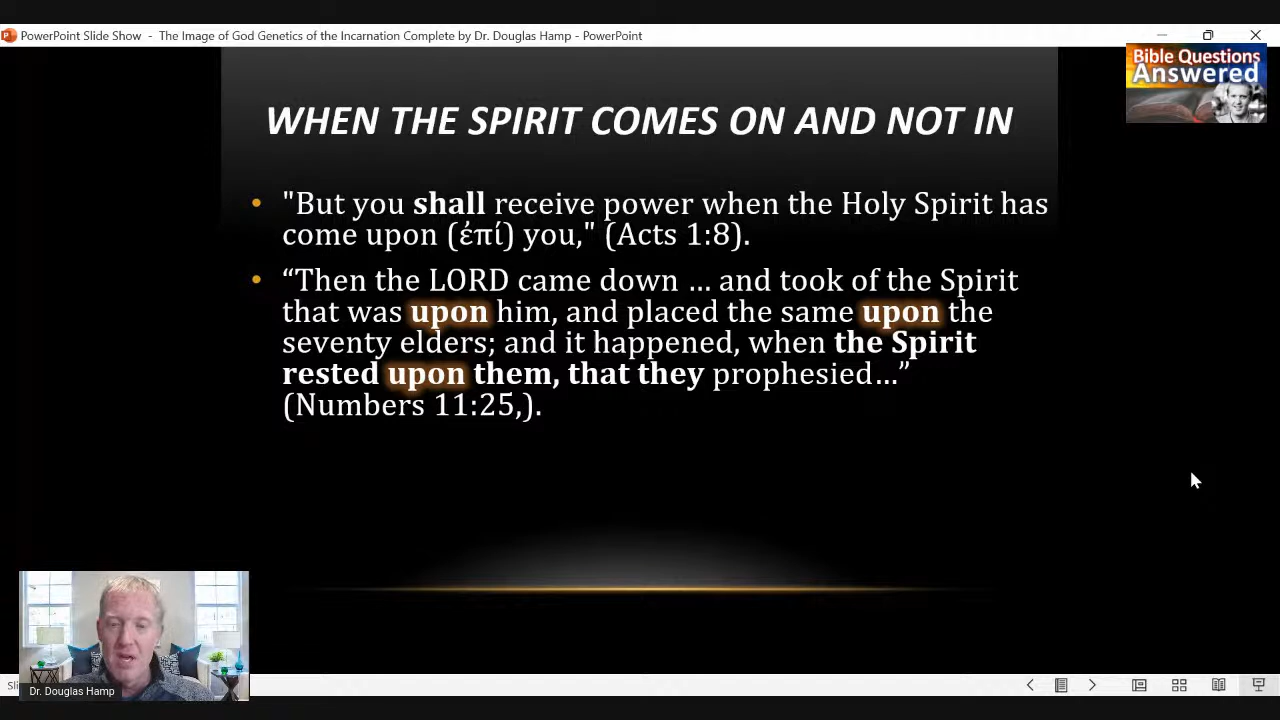 PowerPoint Slide Show - The Image of God Genetics of the Incarnation Complete by Dr. Douglas Hamp - PowerPoint
Bible Questions
Answered
WHEN THE SPIRIT COMES ON AND NOT IN
• "But you shall receive power when the Holy Spirit has
come upon (ἐπί) you," (Acts 1:8).
• “Then the LORD came down … and took of the Spirit
that was upon him, and placed the same upon the
seventy elders; and it happened, when the Spirit
rested upon them, that they prophesied…”
(Numbers 11:25,).
Dr. Douglas Hamp